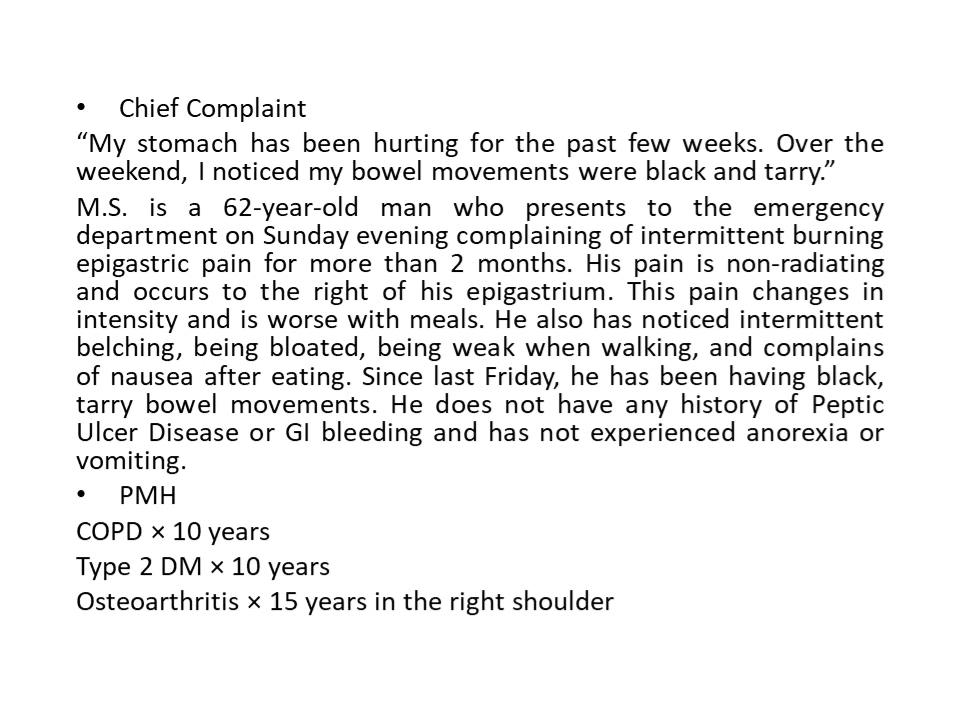 • Chief Complaint
“My stomach has been hurting for the past few weeks. Over the
weekend, I noticed my bowel movements were black and tarry.”
M.S. is a 62-year-old man who presents to the emergency
department on Sunday evening complaining of intermittent burning
epigastric pain for more than 2 months. His pain is non-radiating
and occurs to the right of his epigastrium. This pain changes in
intensity and is worse with meals. He also has noticed intermittent
belching, being bloated, being weak when walking, and complains
of nausea after eating. Since last Friday, he has been having black,
tarry bowel movements. He does not have any history of Peptic
Ulcer Disease or GI bleeding and has not experienced anorexia or
vomiting.
• PMH
COPD × 10 years
Type 2 DM × 10 years
Osteoarthritis × 15 years in the right shoulder